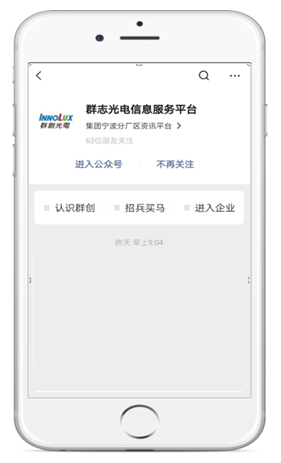 INNOLUX
群創光電
群志光电信息服务平台
集团宁波分厂区资讯平台
63位朋友关注
进入公众号 不再关注
认识群创 招兵买马 进入企业
昨天 早上9:04